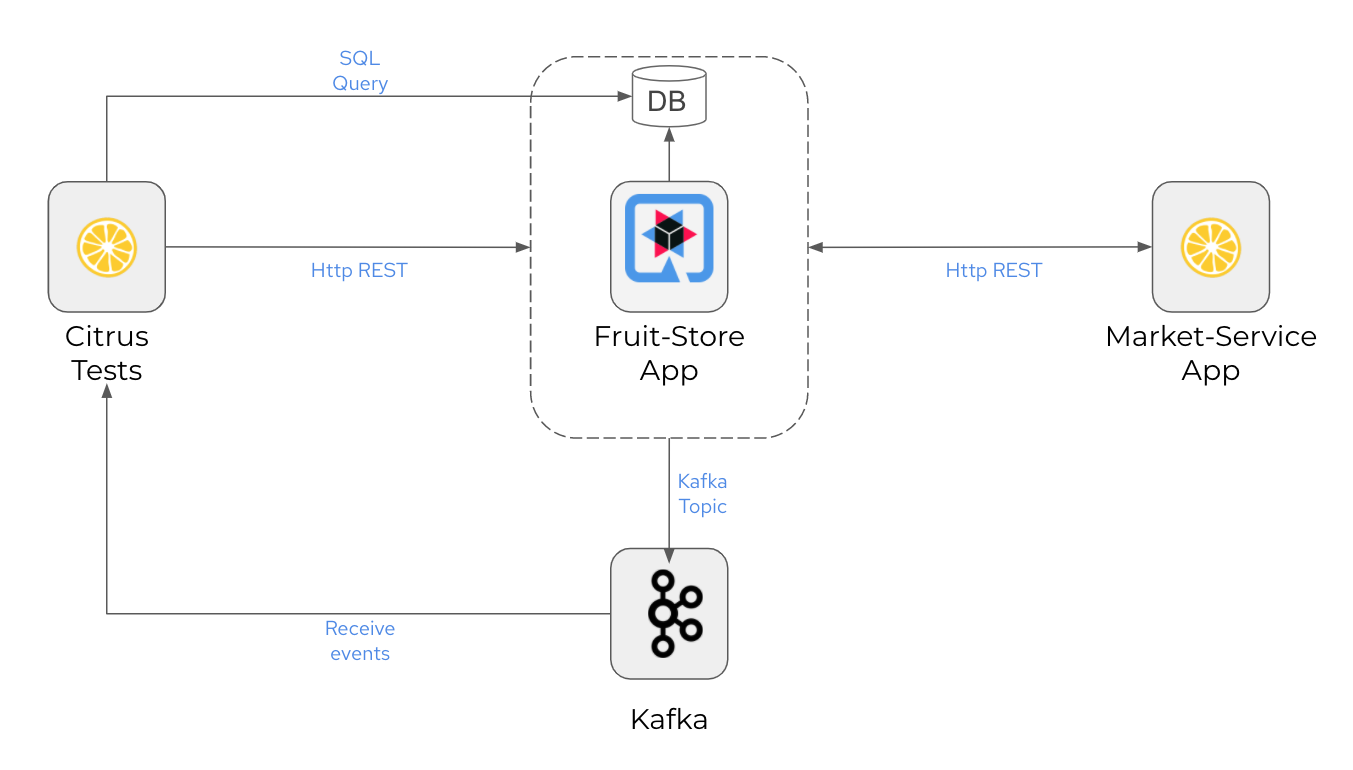 SQL
Query
DB
Http REST
Http REST
Citrus
Tests
Fruit-Store
App
Market-Service
App
Kafka
Topic
Receive
events
Kafka